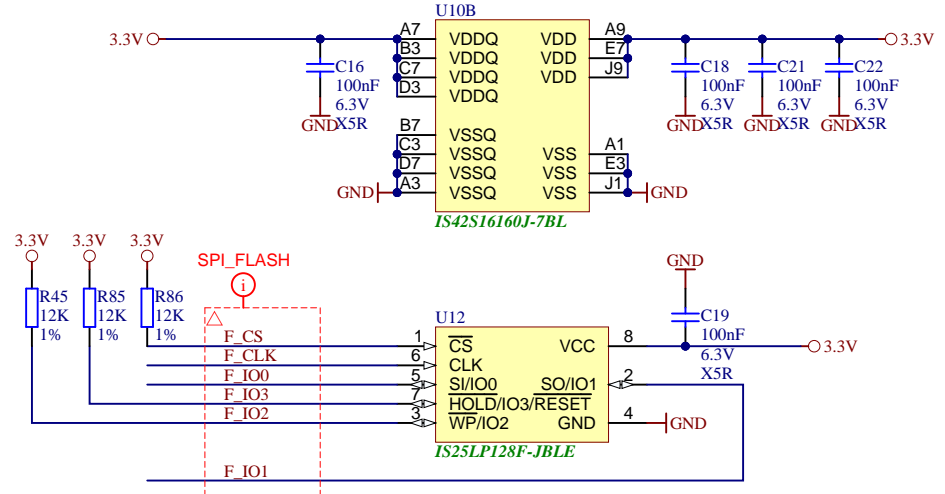 U10B
3.3V
A7 VDDQ VDD A9
3.3V
B3 VDDQ VDD E7
C7 VDDQ VDD J9
D3 VDDQ
C16
100nF
6.3V
X5R
GND
C18
100nF
6.3V
X5R
GND
C21
100nF
6.3V
X5R
GND
C22
100nF
6.3V
X5R
GND
B7 VSSQ
C3 VSSQ VSS A1
D7 VSSQ VSS E3
GND A3 VSSQ VSS J1 GND
IS42S16160J-7BL
3.3V 3.3V 3.3V
R45
12K
1%
R85
12K
1%
R86
12K
1%
SPI_FLASH
i
GND
C19
100nF
6.3V
X5R
U12
F_CS 1 CS VCC 8 3.3V
F_CLK 6 CLK
F_IO0 5 SI/IO0 SO/IO1 2
F_IO3 7 HOLD/IO3/RESET
F_IO2 3 WP/IO2 GND 4 GND
IS25LP128F-JBLE
F_IO1